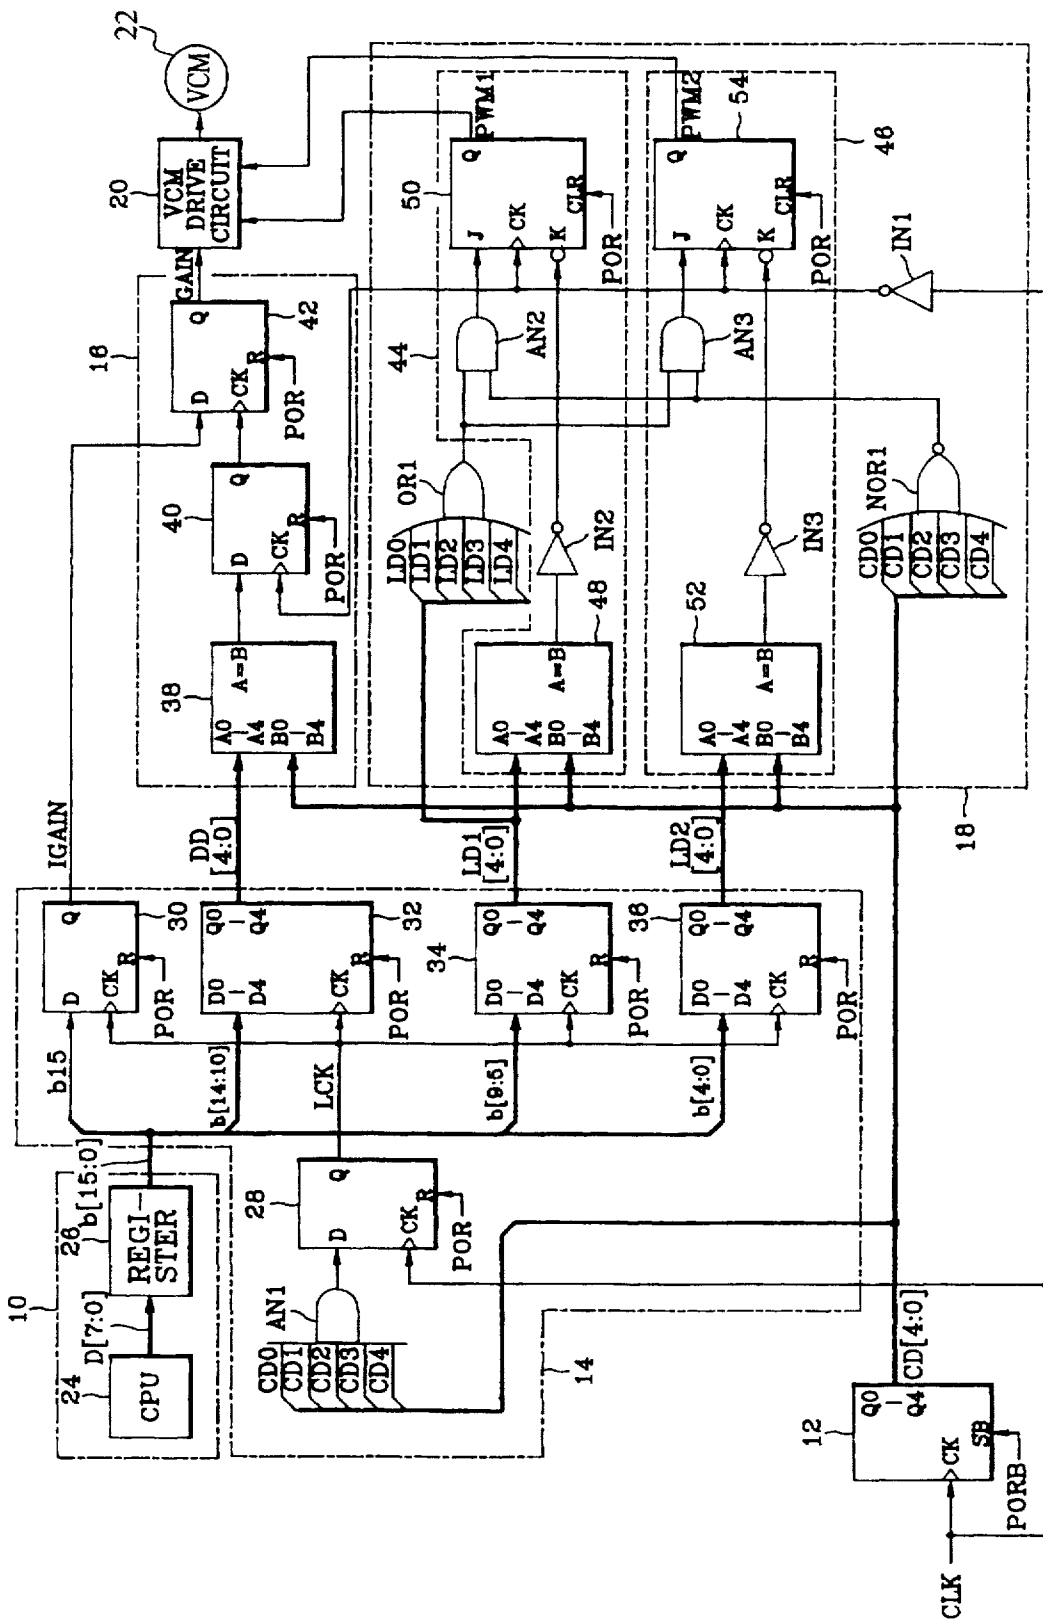 10
24
CPU
D[7:0]
26
REGI-
STER
b[15:0]
b15
b[14:10]
b[9:5]
b[4:0]
D
CK
Q
R
30
POR
IGAIN
D0
|
D4
CK
Q0
|
Q4
R
32
POR
DD
[4:0]
D0
|
D4
CK
Q0
|
Q4
R
34
POR
LD1
[4:0]
D0
|
D4
CK
Q0
|
Q4
R
36
POR
LD2
[4:0]
LCK
CD0
CD1
CD2
CD3
CD4
AN1
28
D
CK
Q
R
POR
14
12
CK
Q0
|
Q4
SB
PORB
CLK
CD[4:0]
16
38
A0
|
A4
B0
|
B4
A=B
40
D
CK
Q
R
POR
D
CK
Q
R
42
POR
GAIN
20
VCM
DRIVE
CIRCUIT
22
VCM
18
44
LD0
LD1
LD2
LD3
LD4
OR1
48
A0
|
A4
B0
|
B4
A=B
IN2
AN2
50
J
CK
K
Q
CLR
POR
PWM1
46
52
A0
|
A4
B0
|
B4
A=B
IN3
AN3
54
J
CK
K
Q
CLR
POR
PWM2
CD0
CD1
CD2
CD3
CD4
NOR1
IN1